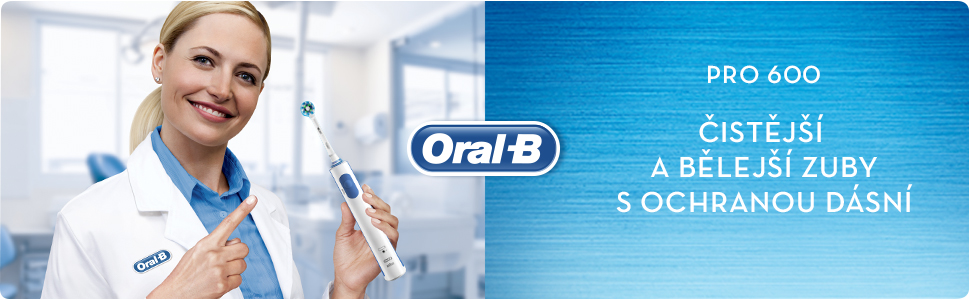 Oral-B
Oral-B
PRO 600
ČISTĚJŠÍ
A BĚLEJŠÍ ZUBY
S OCHRANOU DÁSNÍ